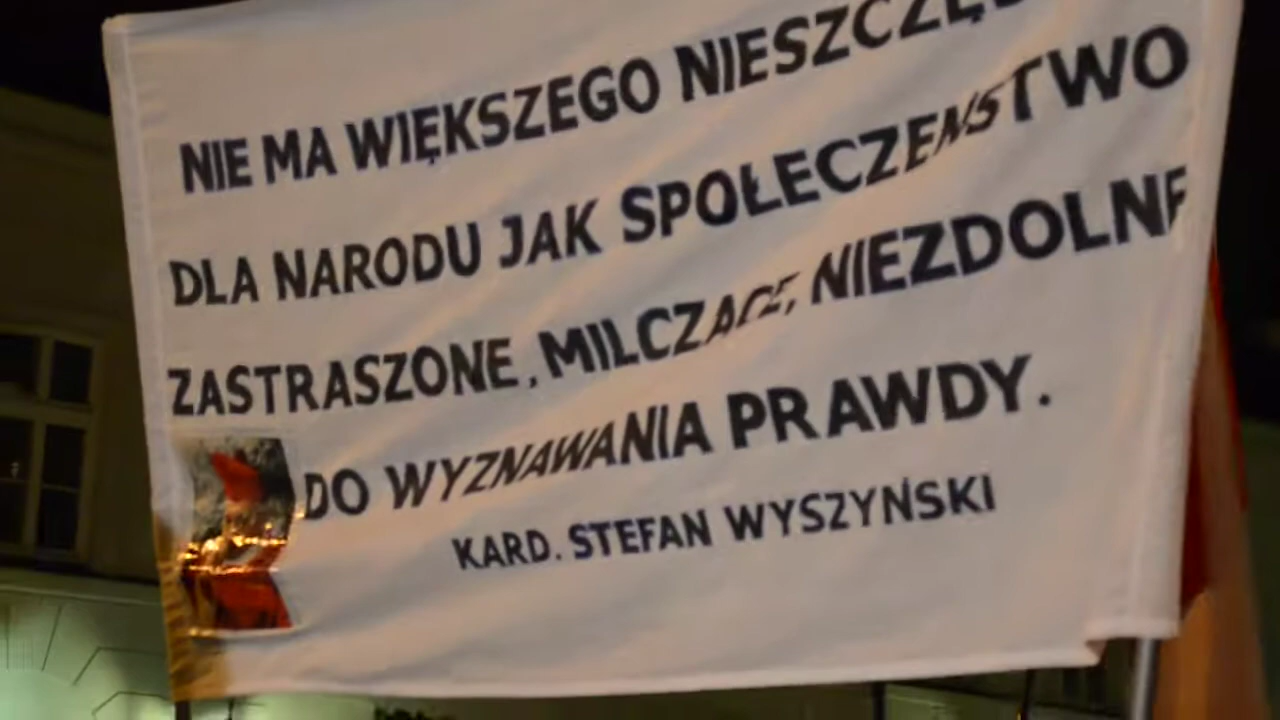 NIE MA WIĘKSZEGO
DLA NARODU JAK SPOŁECZEŃSTWO
ZASTRASZONE, MILCZĄCE, NIEZDOLNE
DO WYZNAWANIA PRAWDY.
KARD. STEFAN WYSZYŃSKI